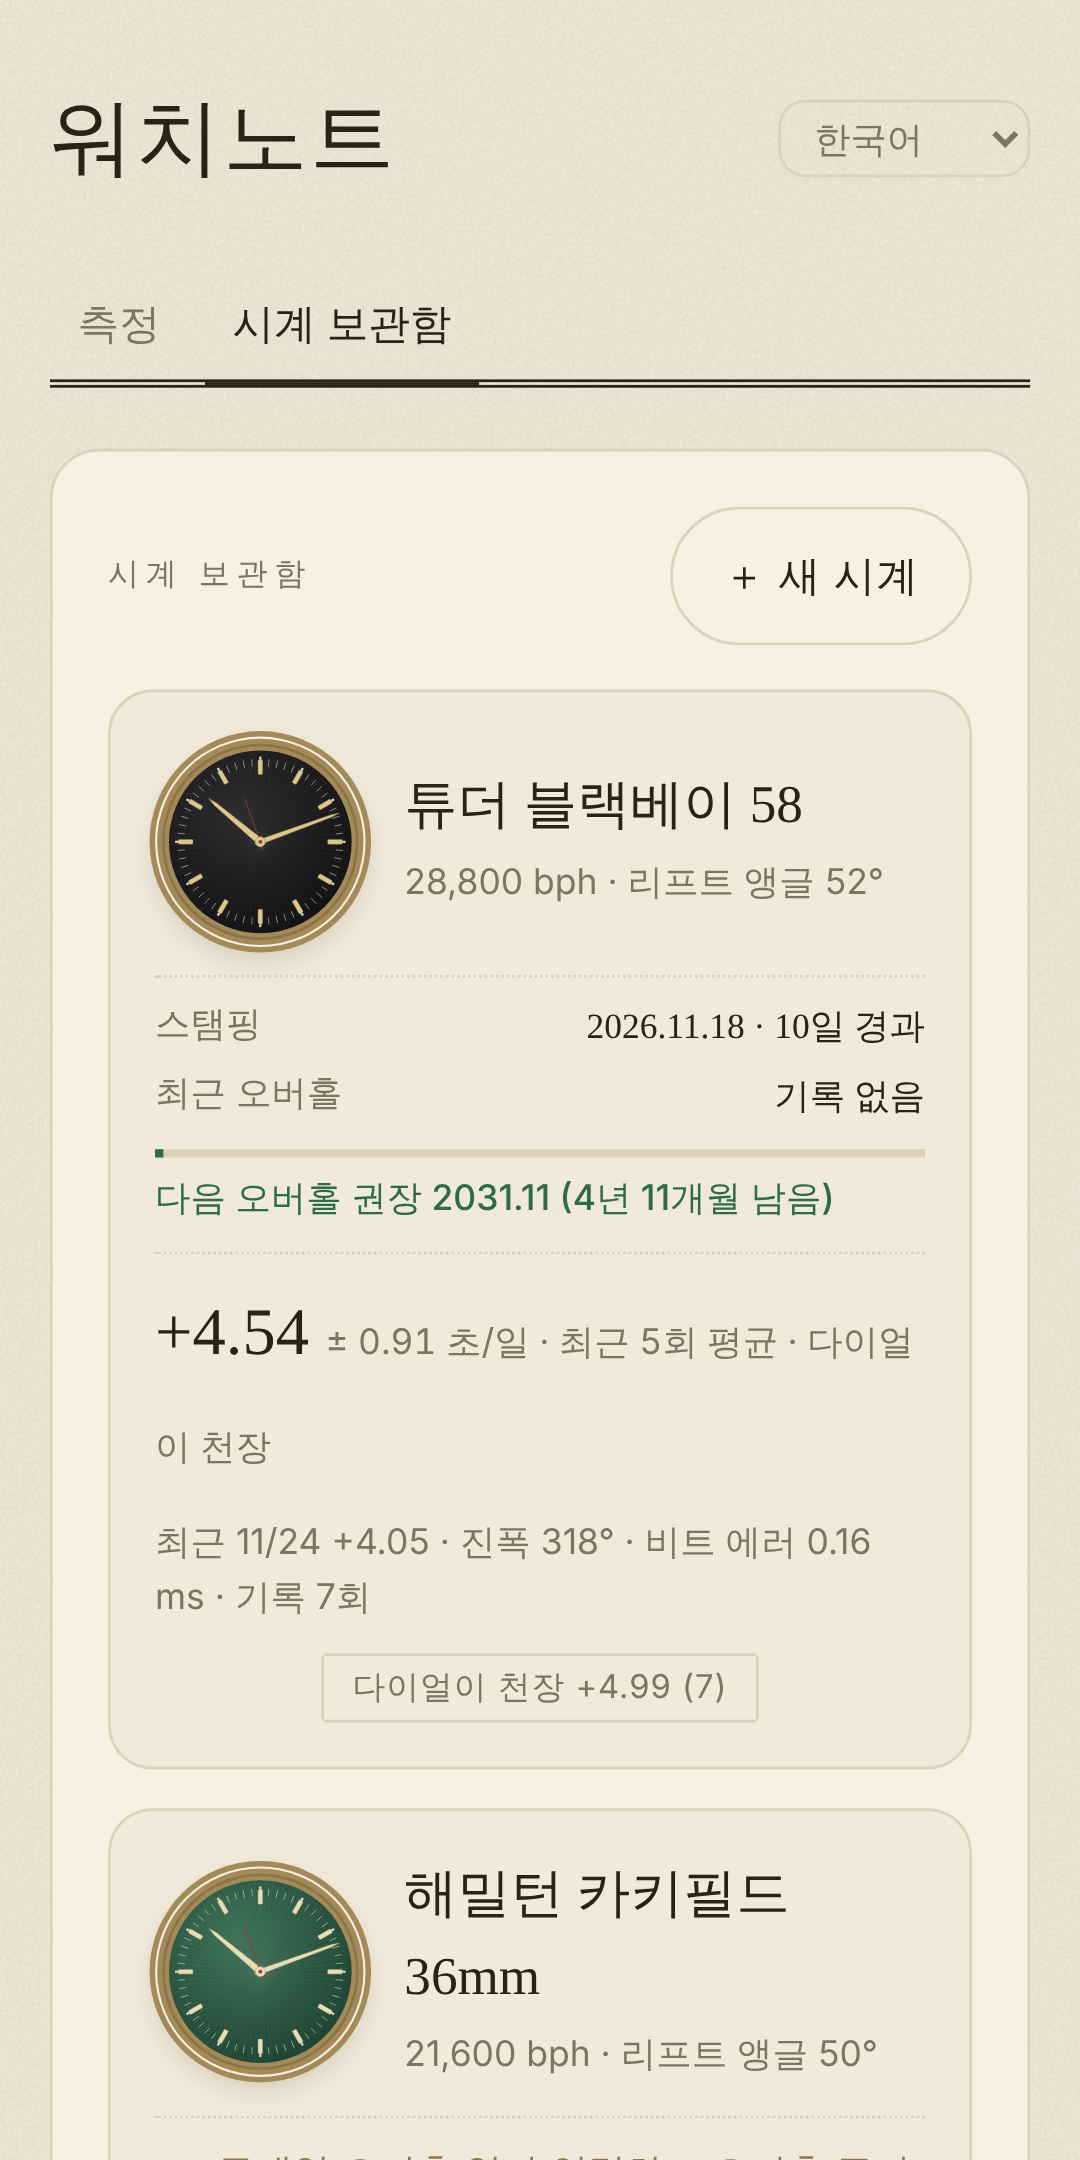 워치노트
한국어
측정
시계 보관함
시계 보관함
+ 새 시계
튜더 블랙베이 58
28,800 bph · 리프트 앵글 52°
스탬핑
2026.11.18 · 10일 경과
최근 오버홀
기록 없음
다음 오버홀 권장 2031.11 (4년 11개월 남음)
+4.54 ± 0.91 초/일 · 최근 5회 평균 · 다이얼
이 천장
최근 11/24 +4.05 · 진폭 318° · 비트 에러 0.16
ms · 기록 7회
다이얼이 천장 +4.99 (7)
해밀턴 카키필드
36mm
21,600 bph · 리프트 앵글 50°